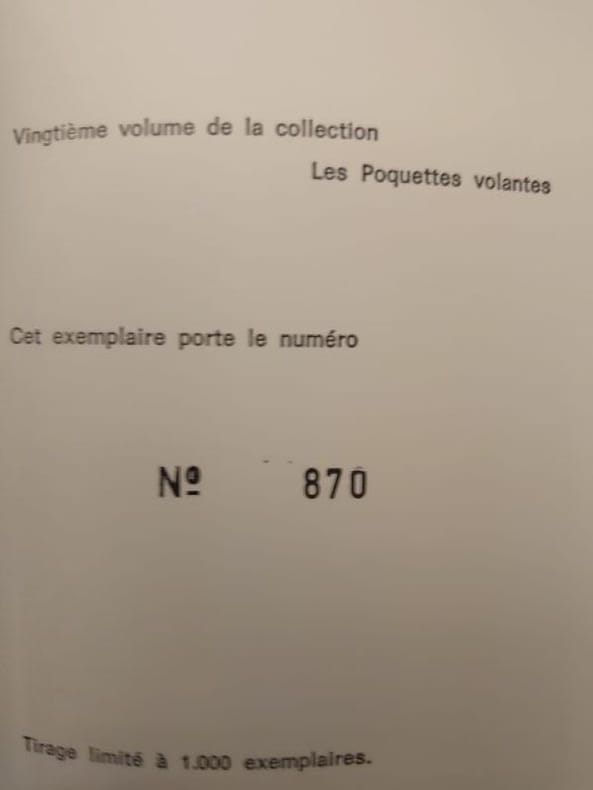 Vingtième volume de la collection
Les Poquettes volantes
Cet exemplaire porte le numéro
Nº 870
Tirage limité à 1.000 exemplaires.